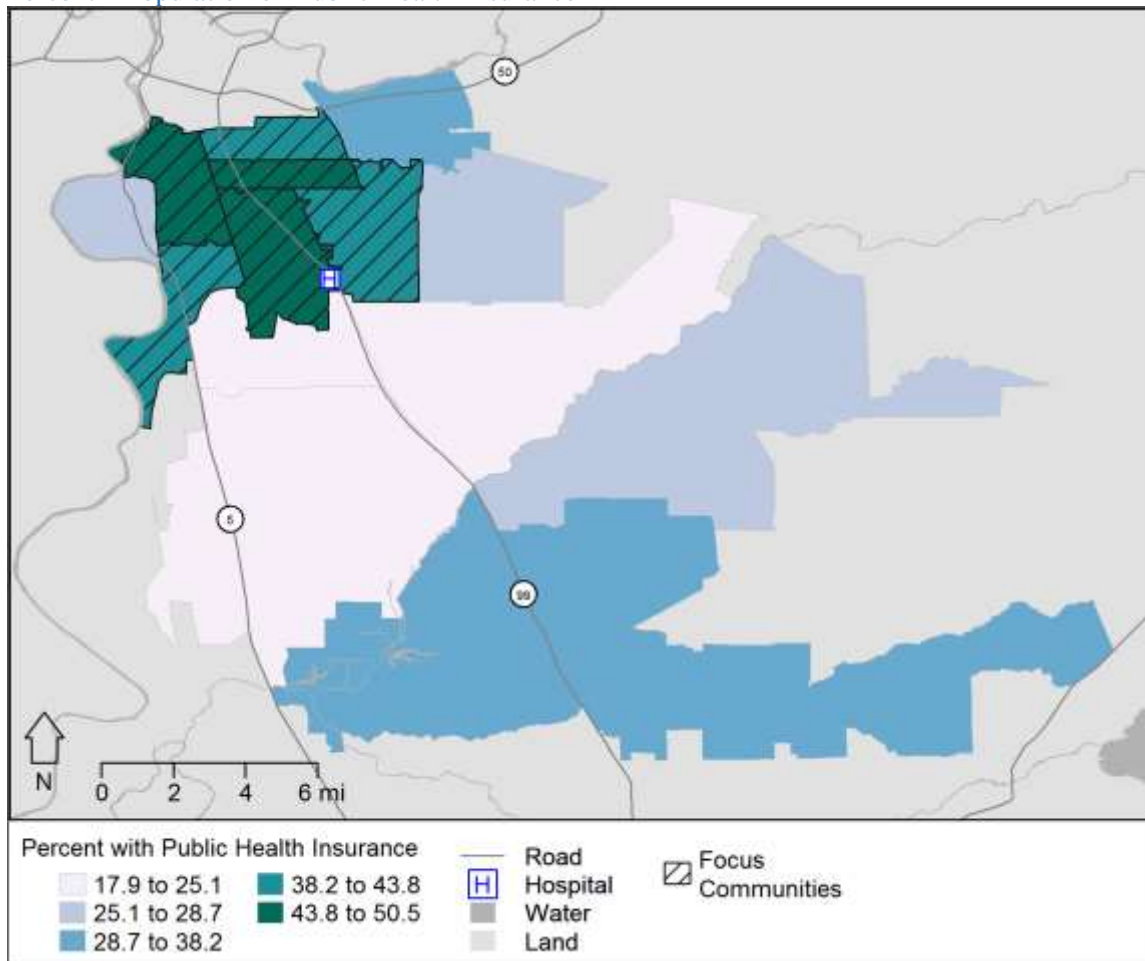 50
5
99
N
0 2 4 6 mi
Percent with Public Health Insurance
17.9 to 25.1
25.1 to 28.7
28.7 to 38.2
38.2 to 43.8
43.8 to 50.5
Road
H Hospital
Water
Land
Focus
Communities